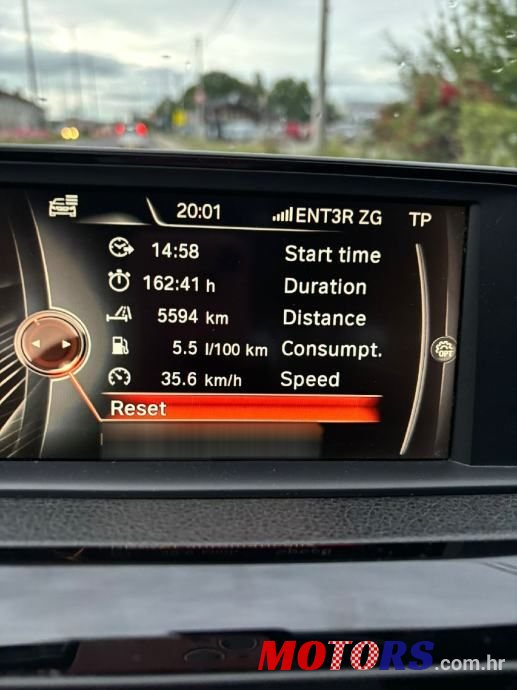 20:01 ENT3R ZG TP
14:58 Start time
162:41 h Duration
5594 km Distance
5.5 l/100 km Consumpt.
35.6 km/h Speed
OPT
Reset
MOTORS.com.hr